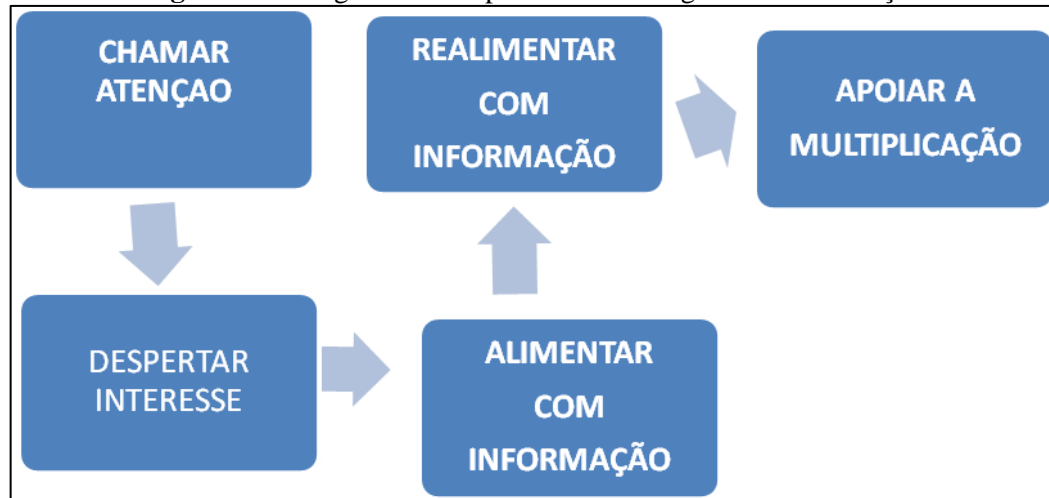 CHAMAR
ATENÇAO
DESPERTAR
INTERESSE
ALIMENTAR
COM
INFORMAÇÃO
REALIMENTAR
COM
INFORMAÇÃO
APOIAR A
MULTIPLICAÇÃO